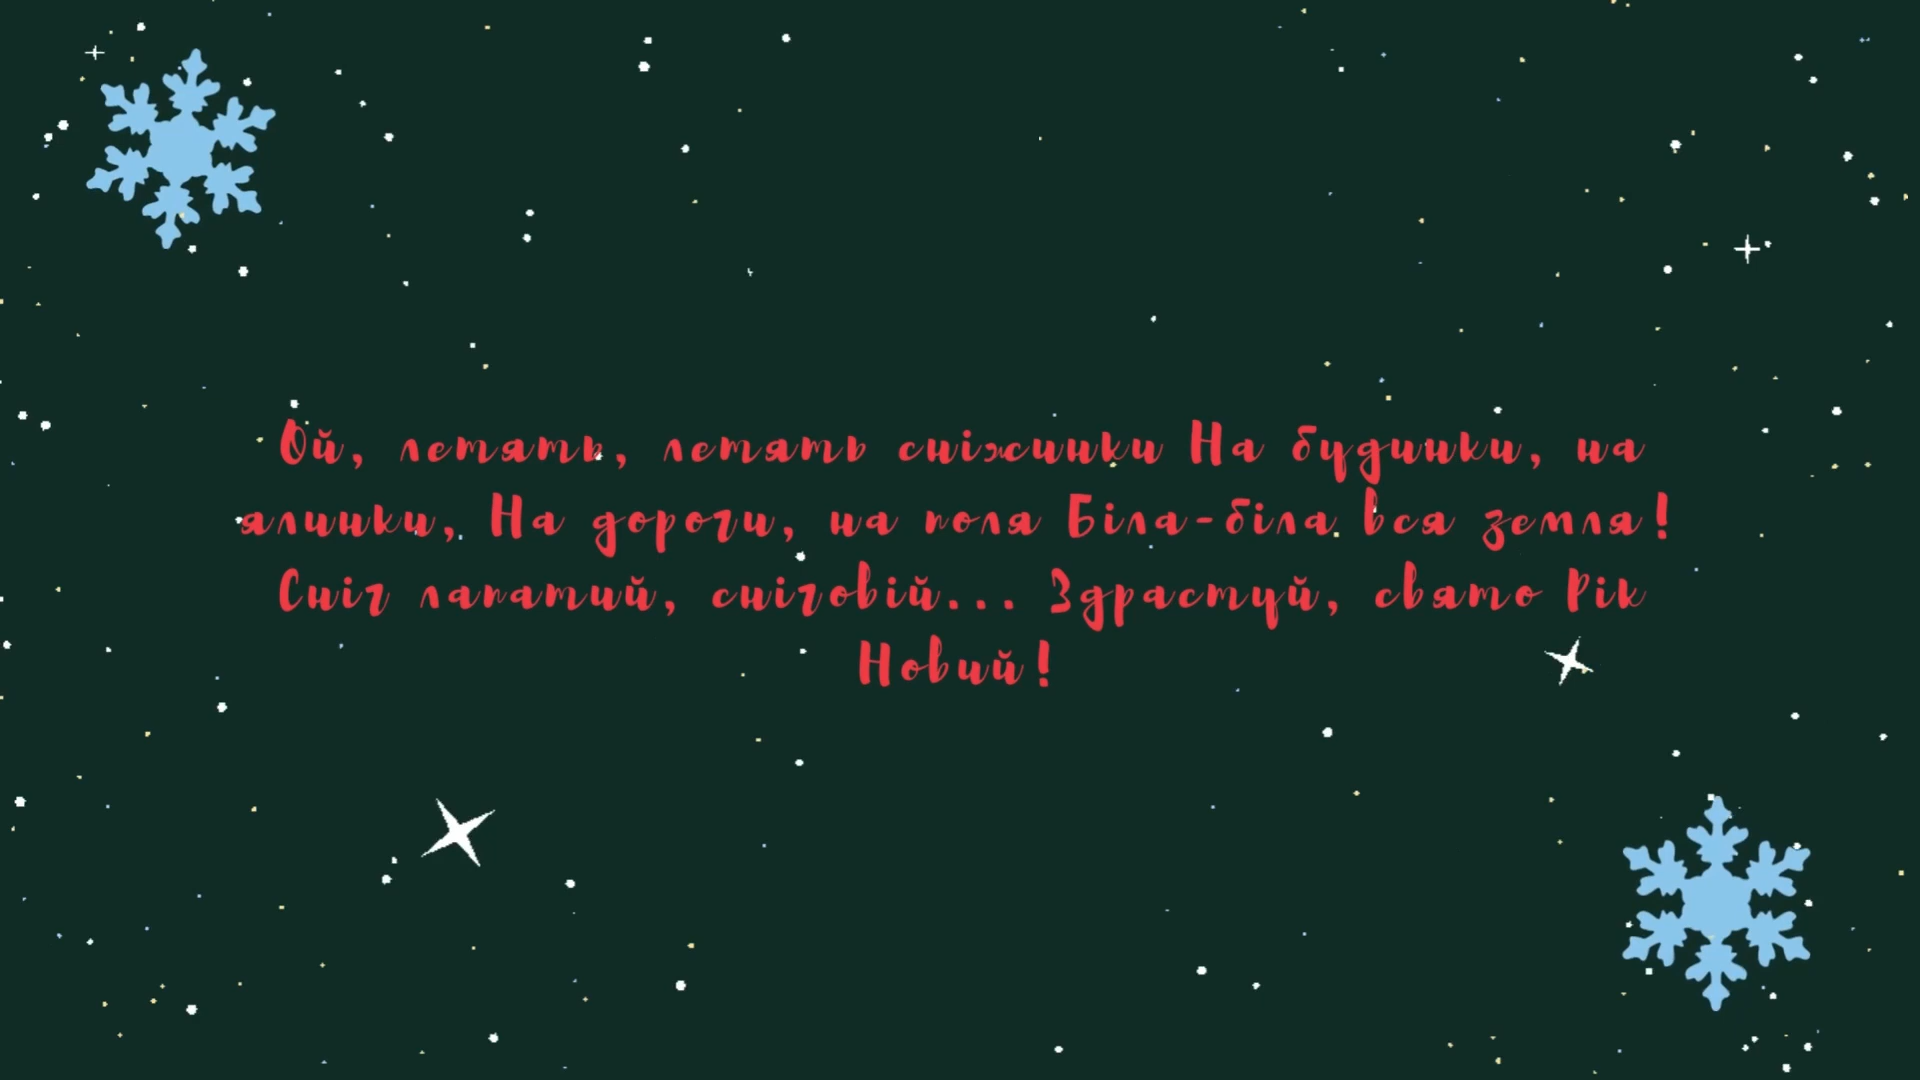 Ой, летять, летять сніжинки На будинки, на
ялинки, На дороги, на поля Біла-біла вся земля!
Сніг лапатий, сніговій... Здрастуй, свято Рік
Новий!